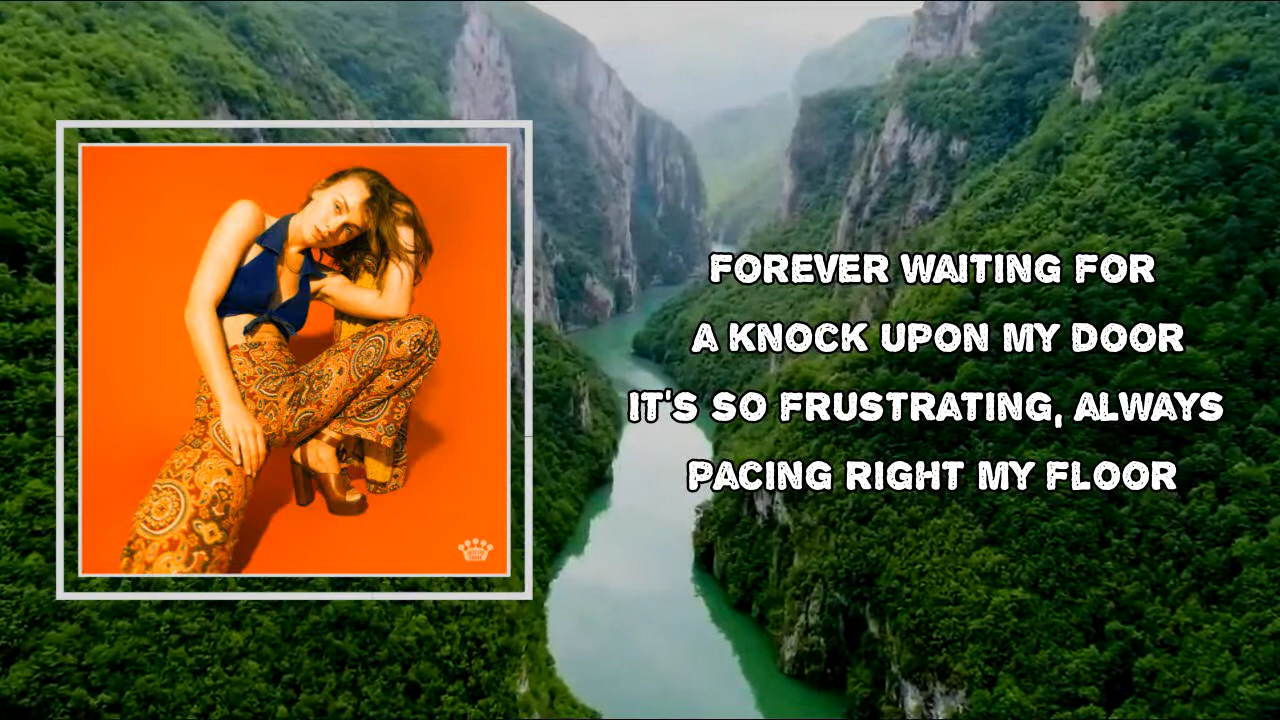 FOREVER WAITING FOR
A KNOCK UPON MY DOOR
IT'S SO FRUSTRATING, ALWAYS
PACING RIGHT MY FLOOR